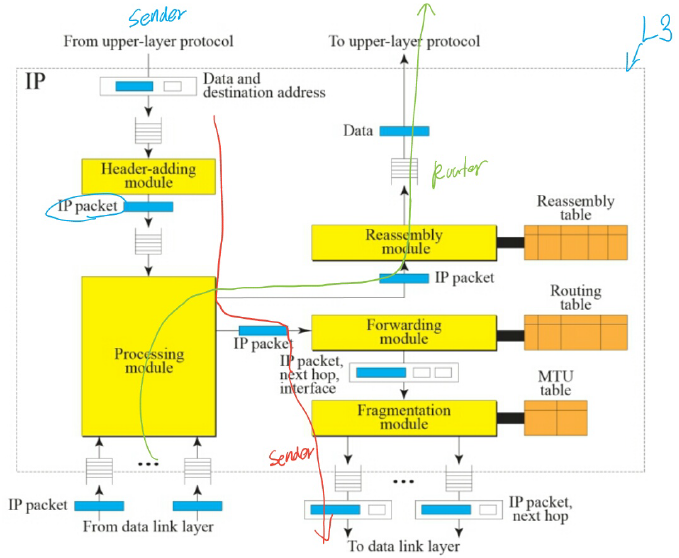 Sender
From upper-layer protocol
To upper-layer protocol
L3
IP
Data and
destination address
Data
Header-adding
module
Router
IP packet
Reassembly
table
Reassembly
module
IP packet
Routing
table
Processing
module
IP packet
Forwarding
module
IP packet,
next hop,
interface
MTU
table
Fragmentation
module
Sender
IP packet
IP packet,
next hop
From data link layer
To data link layer